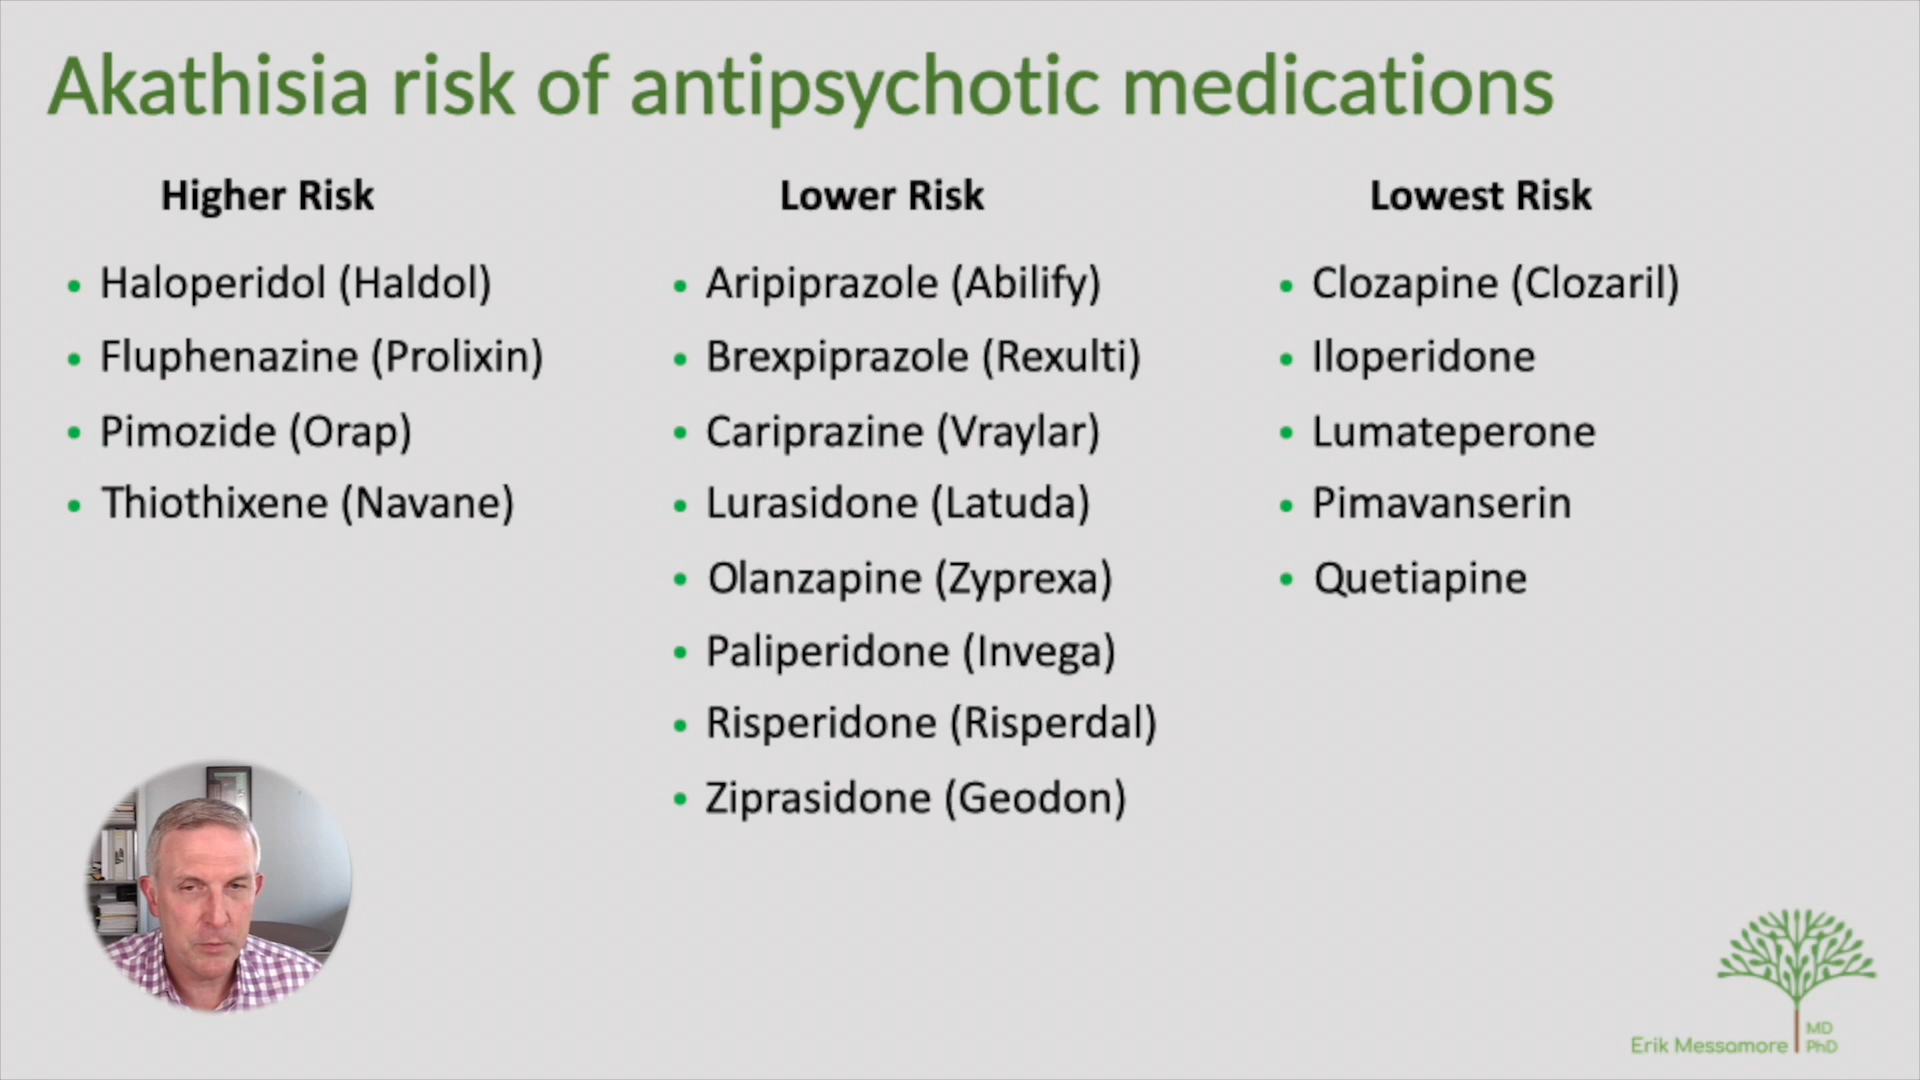 Akathisia risk of antipsychotic medications
Higher Risk
• Haloperidol (Haldol)
• Fluphenazine (Prolixin)
• Pimozide (Orap)
• Thiothixene (Navane)
Lower Risk
• Aripiprazole (Abilify)
• Brexpiprazole (Rexulti)
• Cariprazine (Vraylar)
• Lurasidone (Latuda)
• Olanzapine (Zyprexa)
• Paliperidone (Invega)
• Risperidone (Risperdal)
• Ziprasidone (Geodon)
Lowest Risk
• Clozapine (Clozaril)
• Iloperidone
• Lumateperone
• Pimavanserin
• Quetiapine
Erik Messamore
MD
PhD